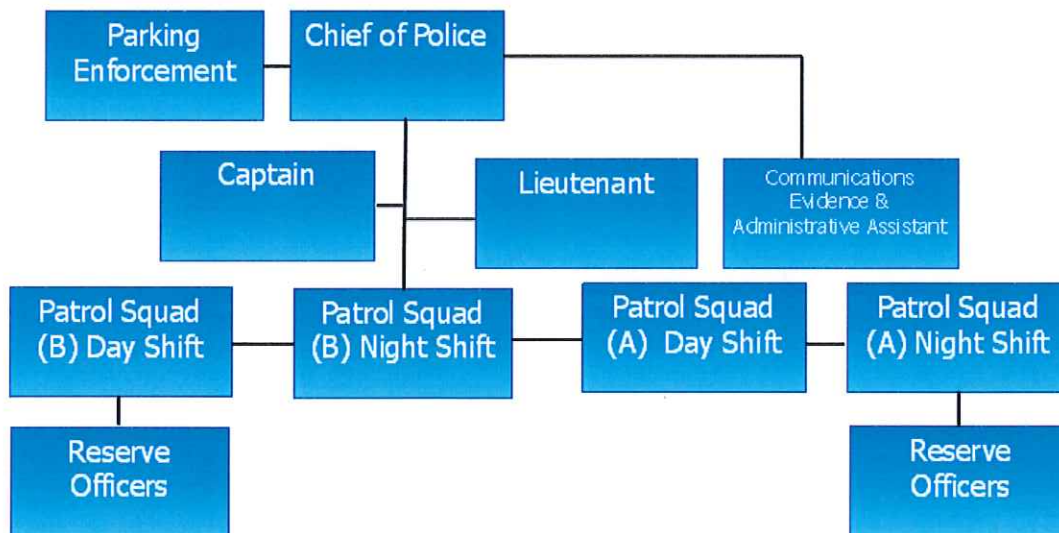 Parking
Enforcement
Chief of Police
Captain
Lieutenant
Communications
Evidence &
Administrative Assistant
Patrol Squad
(B) Day Shift
Patrol Squad
(B) Night Shift
Patrol Squad
(A) Day Shift
Patrol Squad
(A) Night Shift
Reserve
Officers
Reserve
Officers